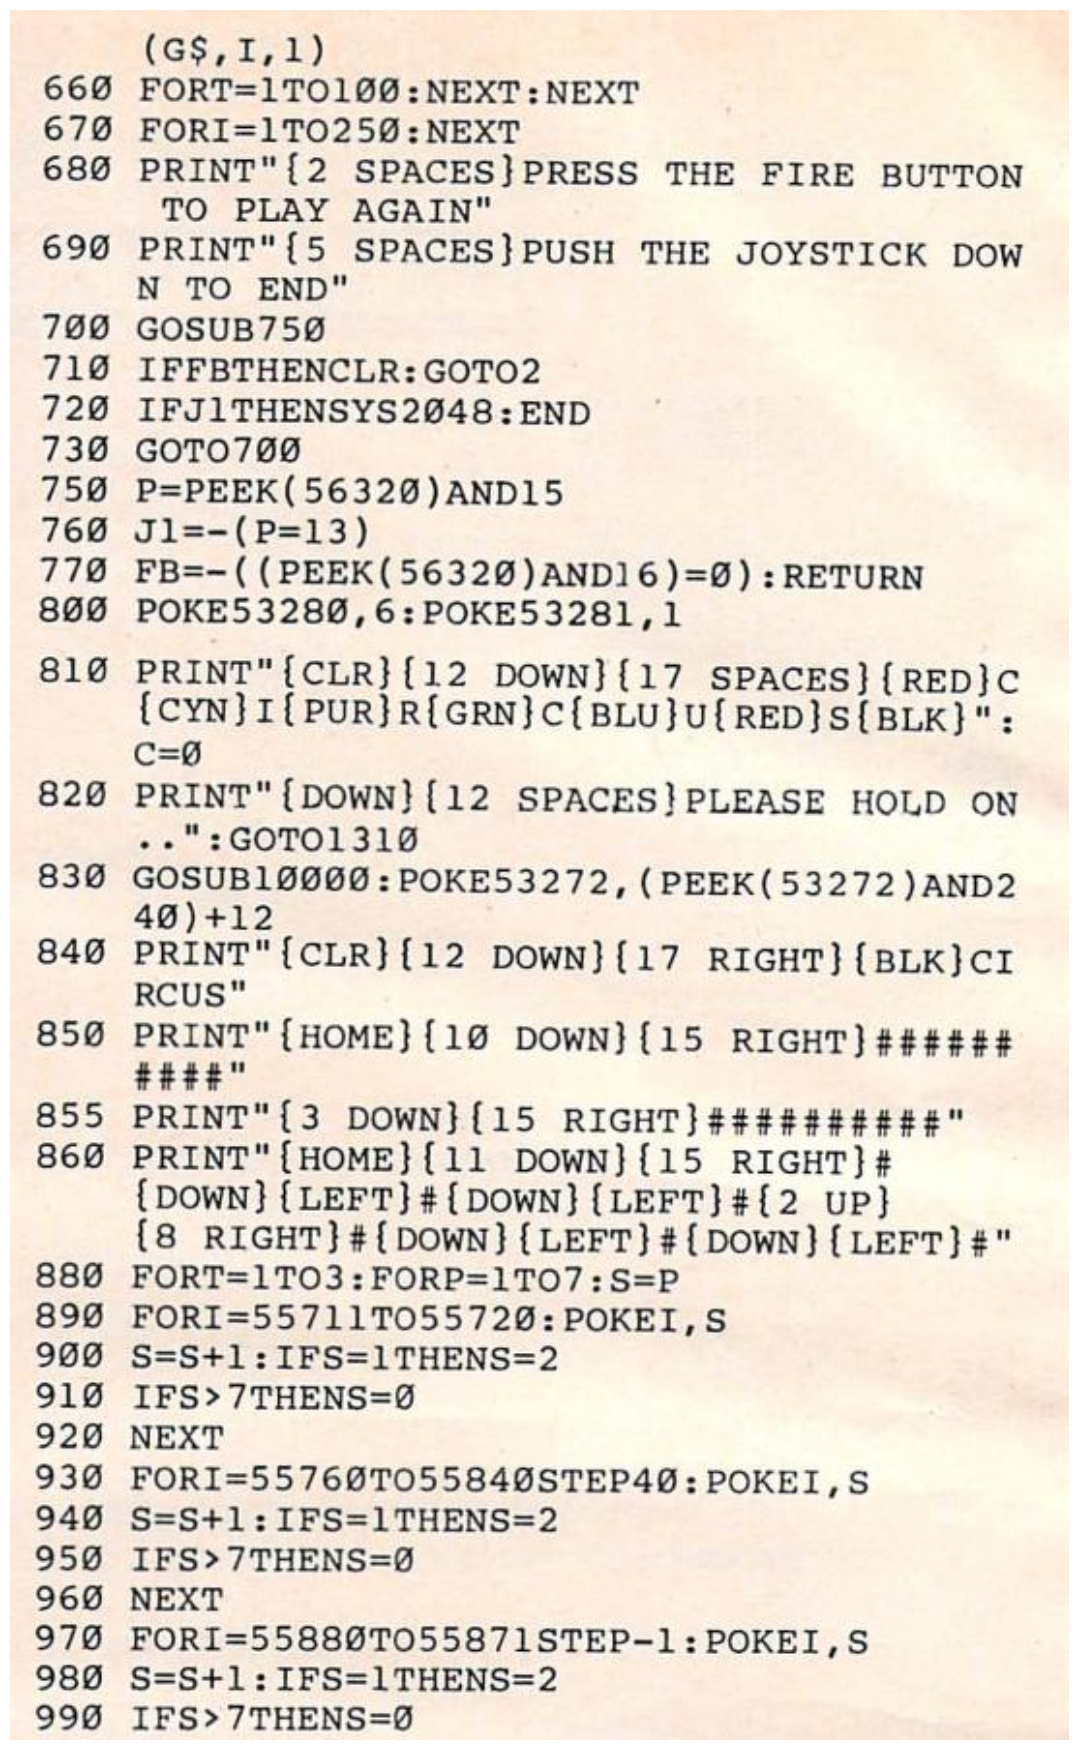 (G$,I,1)
660 FORT=1TO100:NEXT:NEXT
670 FORI=1TO250:NEXT
680 PRINT"{2 SPACES}PRESS THE FIRE BUTTON
TO PLAY AGAIN"
690 PRINT"{5 SPACES}PUSH THE JOYSTICK DOW
N TO END"
700 GOSUB750
710 IFFBTHENCLR:GOTO2
720 IFJ1THENSYS2048:END
730 GOTO700
750 P=PEEK(56320)AND15
760 J1=-(P=13)
770 FB=-((PEEK(56320)AND16)=0):RETURN
800 POKE53280,6:POKE53281,1
810 PRINT"{CLR}{12 DOWN}{17 SPACES}{RED}C
{CYN}I{PUR}R{GRN}C{BLU}U{RED}S{BLK}":
C=0
820 PRINT"{DOWN}{12 SPACES}PLEASE HOLD ON
..":GOTO1310
830 GOSUB10000:POKE53272,(PEEK(53272)AND2
40)+12
840 PRINT"{CLR}{12 DOWN}{17 RIGHT}{BLK}CI
RCUS"
850 PRINT"{HOME}{10 DOWN}{15 RIGHT}######
####"
855 PRINT"{3 DOWN}{15 RIGHT}##########"
860 PRINT"{HOME}{11 DOWN}{15 RIGHT}#
{DOWN}{LEFT}#{DOWN}{LEFT}#{2 UP}
{8 RIGHT}#{DOWN}{LEFT}#{DOWN}{LEFT}#"
880 FORT=1TO3:FORP=1TO7:S=P
890 FORI=55711TO55720:POKEI,S
900 S=S+1:IFS=1THENS=2
910 IFS>7THENS=0
920 NEXT
930 FORI=55760TO55840STEP40:POKEI,S
940 S=S+1:IFS=1THENS=2
950 IFS>7THENS=0
960 NEXT
970 FORI=55880TO55871STEP-1:POKEI,S
980 S=S+1:IFS=1THENS=2
990 IFS>7THENS=0